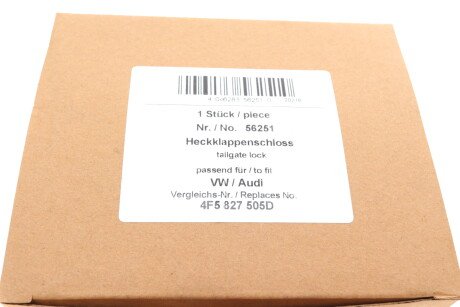 1 Stück / piece
Nr. / No. 56251
Heckklappenschloss
tailgate lock
passend für / to fit
VW / Audi
Vergleichs-Nr. / Replaces No.
4F5 827 505D